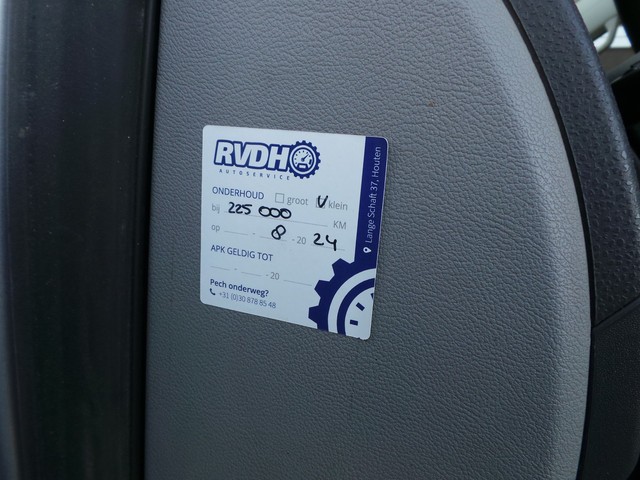 RVDH
AUTOSERVICE
ONDERHOUD groot V klein
bij 225 000 KM
op - 8 - 20 24
APK GELDIG TOT
- - 20
Pech onderweg?
+31 (0)30 878 85 48
Lange Schaft 37, Houten